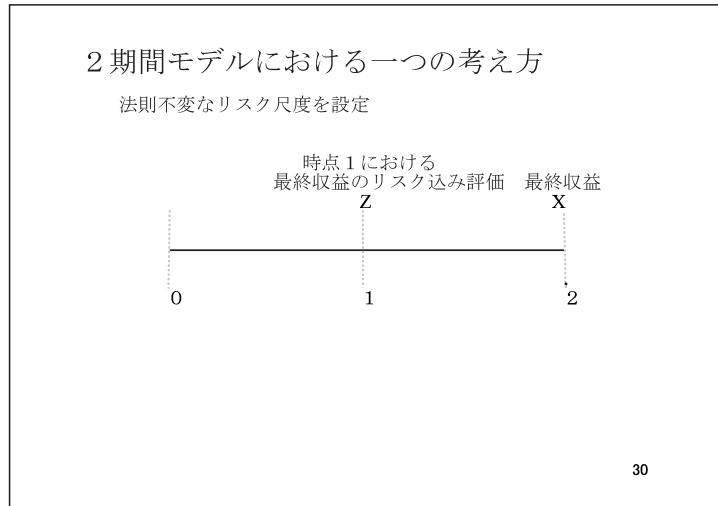 ２期間モデルにおける一つの考え方
法則不変なリスク尺度を設定
時点１における
最終収益のリスク込み評価 最終収益
Z X
0 1 2
30